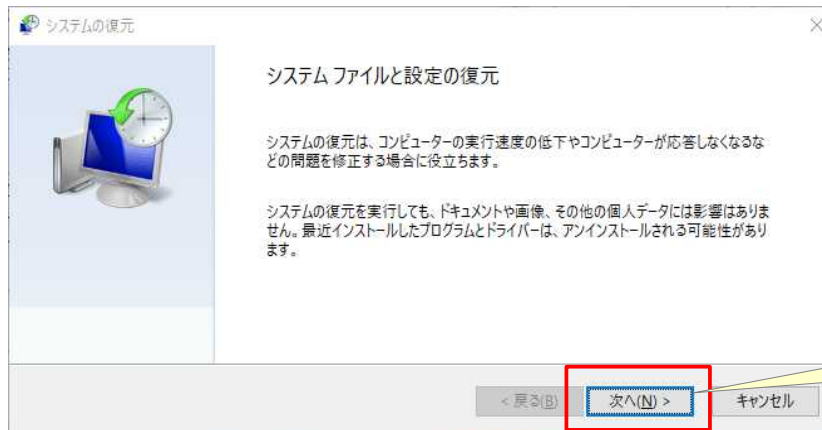 システムの復元
システム ファイルと設定の復元
システムの復元は、コンピューターの実行速度の低下やコンピューターが応答しなくなるな
どの問題を修正する場合に役立ちます。
システムの復元を実行しても、ドキュメントや画像、その他の個人データには影響はありま
せん。最近インストールしたプログラムとドライバーは、アンインストールされる可能性があり
ます。
< 戻る(B)
次へ(N) >
キャンセル